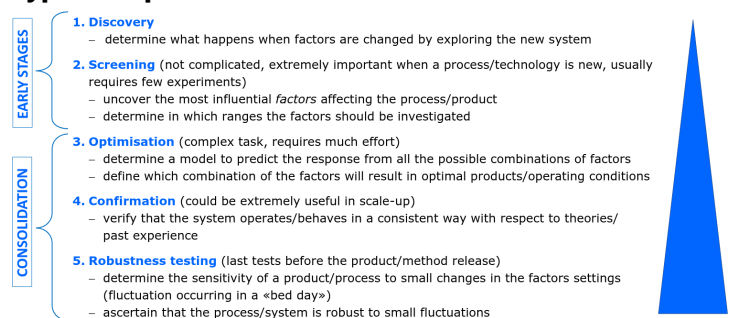 1. Discovery
– determine what happens when factors are changed by exploring the new system
2. Screening (not complicated, extremely important when a process/technology is new, usually
requires few experiments)
– uncover the most influential factors affecting the process/product
– determine in which ranges the factors should be investigated
EARLY STAGES
3. Optimisation (complex task, requires much effort)
– determine a model to predict the response from all the possible combinations of factors
– define which combination of the factors will result in optimal products/operating conditions
4. Confirmation (could be extremely useful in scale-up)
– verify that the system operates/behaves in a consistent way with respect to theories/
past experience
5. Robustness testing (last tests before the product/method release)
– determine the sensitivity of a product/process to small changes in the factors settings
(fluctuation occurring in a «bed day»)
– ascertain that the process/system is robust to small fluctuations
CONSOLIDATION